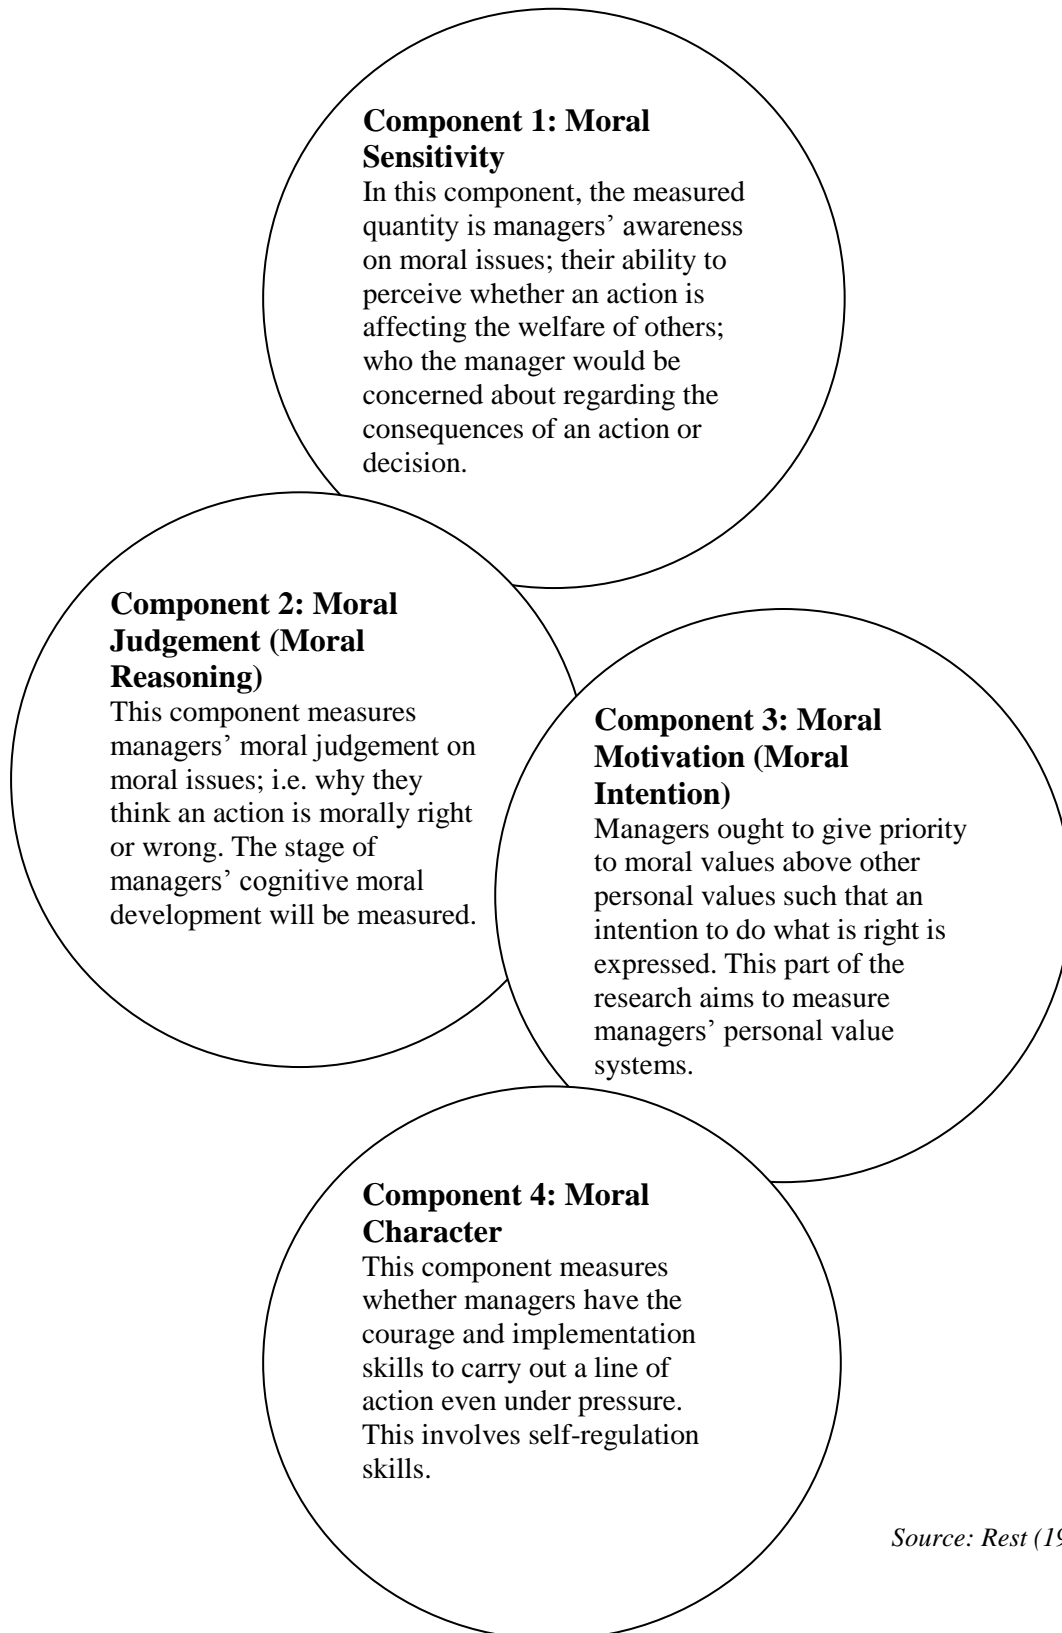 Component 1: Moral
Sensitivity
In this component, the measured
quantity is managers’ awareness
on moral issues; their ability to
perceive whether an action is
affecting the welfare of others;
who the manager would be
concerned about regarding the
consequences of an action or
decision.
Component 2: Moral
Judgement (Moral
Reasoning)
This component measures
managers’ moral judgement on
moral issues; i.e. why they
think an action is morally right
or wrong. The stage of
managers’ cognitive moral
development will be measured.
Component 3: Moral
Motivation (Moral
Intention)
Managers ought to give priority
to moral values above other
personal values such that an
intention to do what is right is
expressed. This part of the
research aims to measure
managers’ personal value
systems.
Component 4: Moral
Character
This component measures
whether managers have the
courage and implementation
skills to carry out a line of
action even under pressure.
This involves self-regulation
skills.
Source: Rest (19